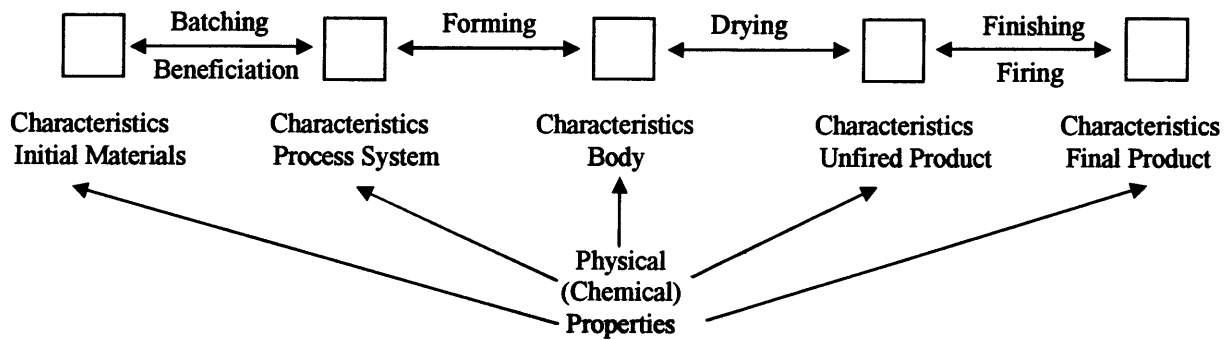 Batching
Beneficiation
Forming
Drying
Finishing
Firing
Characteristics
Initial Materials
Characteristics
Process System
Characteristics
Body
Characteristics
Unfired Product
Characteristics
Final Product
Physical
(Chemical)
Properties